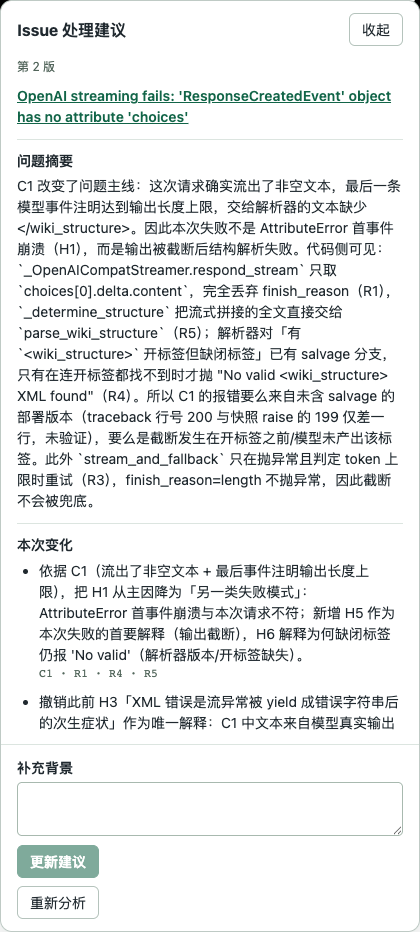 Issue 处理建议
收起
第 2 版
OpenAI streaming fails: 'ResponseCreatedEvent' object
has no attribute 'choices'
问题摘要
C1 改变了问题主线：这次请求确实流出了非空文本，最后一条
模型事件注明达到输出长度上限，交给解析器的文本缺少
</wiki_structure>。因此本次失败不是 AttributeError 首事件
崩溃（H1），而是输出被截断后结构解析失败。代码侧可见：
`_OpenAICompatStreamer.respond_stream` 只取
`choices[0].delta.content`，完全丢弃 finish_reason（R1），
`_determine_structure` 把流式拼接的全文直接交给
`parse_wiki_structure`（R5）；解析器对「有
`<wiki_structure>` 开标签但缺闭标签」已有 salvage 分支，
只有在连开标签都找不到时才抛 "No valid <wiki_structure>
XML found"（R4）。所以 C1 的报错要么来自未含 salvage 的
部署版本（traceback 行号 200 与快照 raise 的 199 仅差一
行，未验证），要么是截断发生在开标签之前/模型未产出该标
签。此外 `stream_and_fallback` 只在抛异常且判定 token 上
限时重试（R3），finish_reason=length 不抛异常，因此截断
不会被兜底。
本次变化
• 依据 C1（流出了非空文本 + 最后事件注明输出长度上
限），把 H1 从主因降为「另一类失败模式」：
AttributeError 首事件崩溃与本次请求不符；新增 H5 作为
本次失败的首要解释（输出截断），H6 解释为何缺闭标签
仍报 'No valid'（解析器版本/开标签缺失）。
C1 · R1 · R4 · R5
• 撤销此前 H3「XML 错误是流异常被 yield 成错误字符串后
的次生症状」作为唯一解释：C1 中文本来自模型真实输出
补充背景
更新建议
重新分析